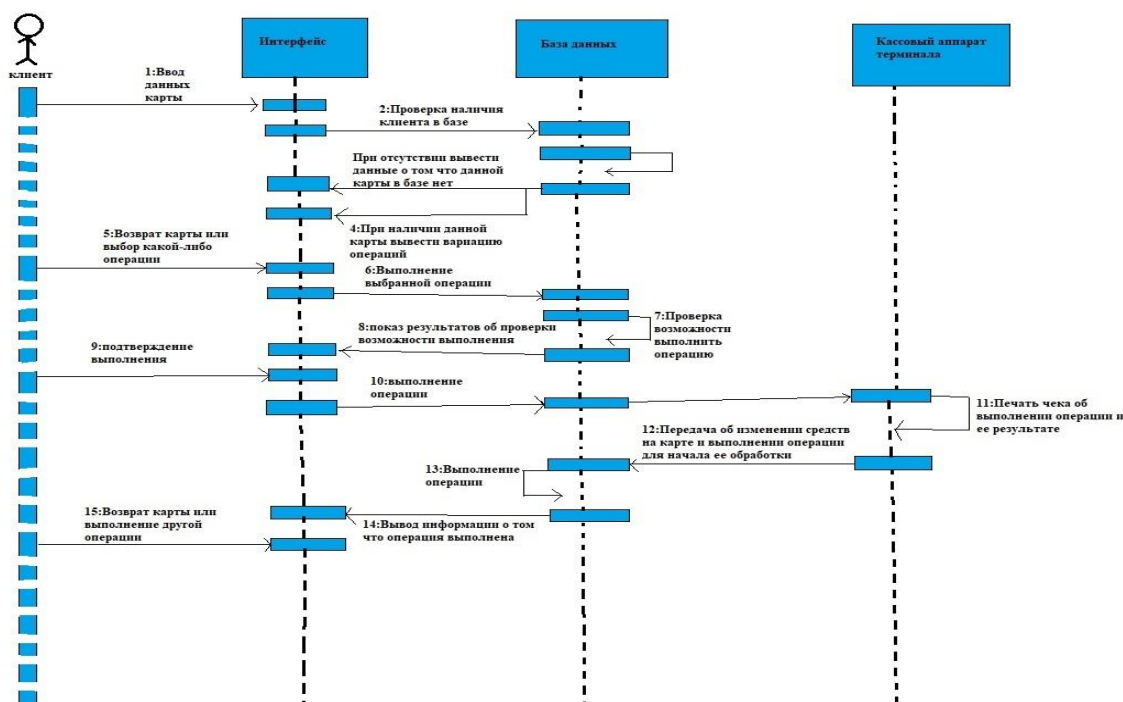 клиент
Интерфейс
База данных
Кассовый аппарат
терминала
1:Ввод
данных
карты
2:Проверка наличия
клиента в базе
При отсутствии вывести
данные о том что данной
карты в базе нет
4:При наличии данной
карты вывести вариацию
операций
5:Возврат карты или
выбор какой-либо
операции
6:Выполнение
выбранной операции
7:Проверка
возможности
выполнить
операцию
8:показ результатов об проверки
возможности выполнения
9:подтверждение
выполнения
10:выполнение
операции
11:Печать чека об
выполнении операции и
ее результате
12:Передача об изменении средств
на карте и выполнении операции
для начала ее обработки
13:Выполнение
операции
14:Вывод информации о том
что операция выполнена
15:Возврат карты или
выполнение другой
операции